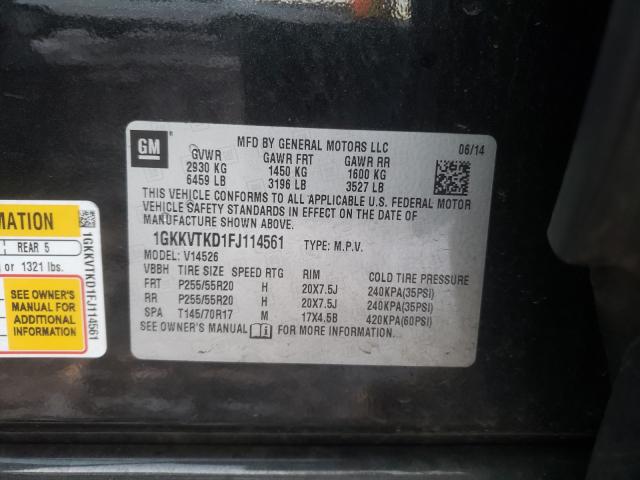 GM
MFD BY GENERAL MOTORS LLC 06/14
GVWR GAWR FRT GAWR RR
2930 KG 1450 KG 1600 KG
6459 LB 3196 LB 3527 LB
THIS VEHICLE CONFORMS TO ALL APPLICABLE U.S. FEDERAL MOTOR
VEHICLE SAFETY STANDARDS IN EFFECT ON THE DATE OF
MANUFACTURE SHOWN ABOVE.
1GKKVTKD1FJ114561 TYPE: M.P.V.
MODEL: V14526
VBBH TIRE SIZE SPEED RTG RIM COLD TIRE PRESSURE
FRT P255/55R20 H 20X7.5J 240KPA(35PSI)
RR P255/55R20 H 20X7.5J 240KPA(35PSI)
SPA T145/70R17 M 17X4.5B 420KPA(60PSI)
SEE OWNER'S MANUAL FOR MORE INFORMATION
MATION
REAR 5
or 1321 lbs.
SEE OWNER'S
MANUAL FOR
ADDITIONAL
INFORMATION
1GKKVTKD1FJ114561